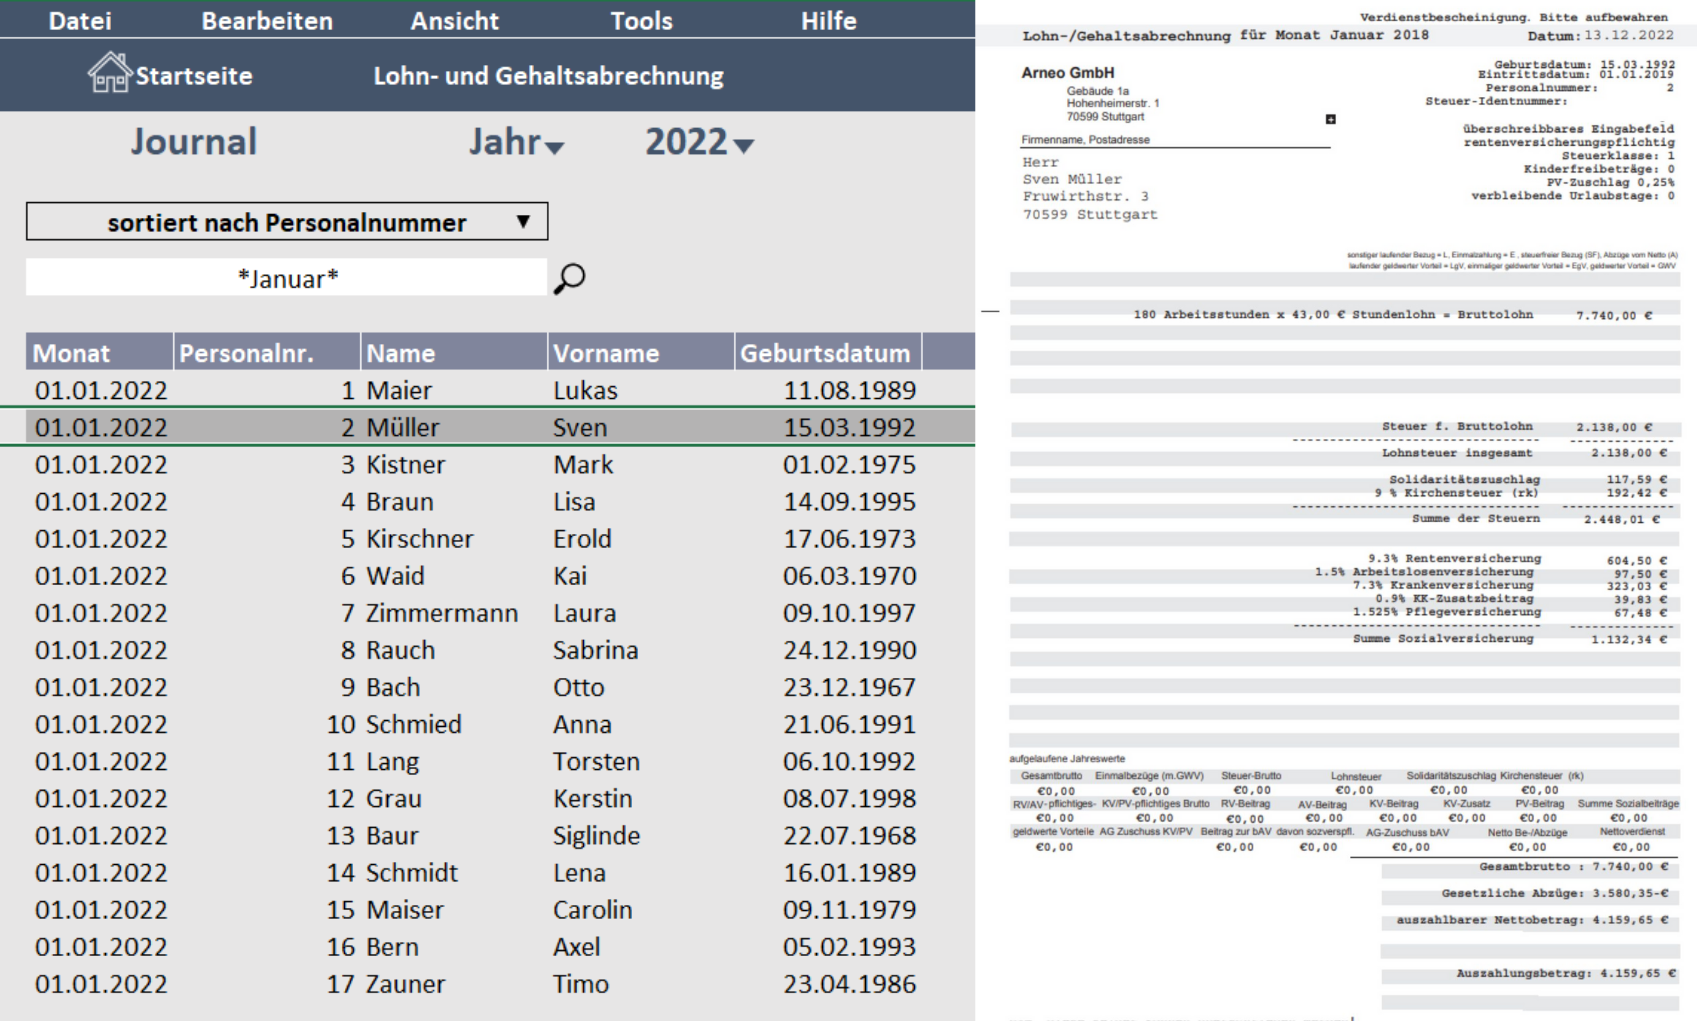 Datei Bearbeiten Ansicht Tools Hilfe
Startseite Lohn- und Gehaltsabrechnung
Journal Jahr 2022
sortiert nach Personalnummer
*Januar*
Monat Personalnr. Name Vorname Geburtsdatum
01.01.2022 1 Maier Lukas 11.08.1989
01.01.2022 2 Müller Sven 15.03.1992
01.01.2022 3 Kistner Mark 01.02.1975
01.01.2022 4 Braun Lisa 14.09.1995
01.01.2022 5 Kirschner Erold 17.06.1973
01.01.2022 6 Waid Kai 06.03.1970
01.01.2022 7 Zimmermann Laura 09.10.1997
01.01.2022 8 Rauch Sabrina 24.12.1990
01.01.2022 9 Bach Otto 23.12.1967
01.01.2022 10 Schmied Anna 21.06.1991
01.01.2022 11 Lang Torsten 06.10.1992
01.01.2022 12 Grau Kerstin 08.07.1998
01.01.2022 13 Baur Siglinde 22.07.1968
01.01.2022 14 Schmidt Lena 16.01.1989
01.01.2022 15 Maiser Carolin 09.11.1979
01.01.2022 16 Bern Axel 05.02.1993
01.01.2022 17 Zauner Timo 23.04.1986
Verdienstbescheinigung. Bitte aufbewahren
Lohn-/Gehaltsabrechnung für Monat Januar 2018 Datum: 13.12.2022
Arneo GmbH
Gebäude 1a
Hohenheimerstr. 1
70599 Stuttgart
Firmenname, Postadresse
Herr
Sven Müller
Fruwirthstr. 3
70599 Stuttgart
Geburtsdatum: 15.03.1992
Eintrittsdatum: 01.01.2019
Personalnummer: 2
Steuer-Identnummer:
überschreibbares Eingabefeld
rentenversicherungspflichtig
Steuerklasse: 1
Kinderfreibeträge: 0
PV-Zuschlag 0,25%
verbleibende Urlaubstage: 0
sonstiger laufender Bezug = L, Einmalzahlung = E , steuerfreier Bezug (SF), Abzüge vom Netto (A)
laufender geldwerter Vorteil = LgV, einmaliger geldwerter Vorteil = EgV, geldwerter Vorteil = GWV
180 Arbeitsstunden x 43,00 € Stundenlohn = Bruttolohn 7.740,00 €
Steuer f. Bruttolohn 2.138,00 €
Lohnsteuer insgesamt 2.138,00 €
Solidaritätszuschlag 117,59 €
9 % Kirchensteuer (rk) 192,42 €
Summe der Steuern 2.448,01 €
9.3% Rentenversicherung 604,50 €
1.5% Arbeitslosenversicherung 97,50 €
7.3% Krankenversicherung 323,03 €
0.9% KK-Zusatzbeitrag 39,83 €
1.525% Pflegeversicherung 67,48 €
Summe Sozialversicherung 1.132,34 €
aufgelaufene Jahreswerte
Gesamtbrutto Einmalbezüge (m.GWV) Steuer-Brutto Lohnsteuer Solidaritätszuschlag Kirchensteuer (rk)
€0,00 €0,00 €0,00 €0,00 €0,00 €0,00
RV/AV-pflichtiges- KV/PV-pflichtiges Brutto RV-Beitrag AV-Beitrag KV-Beitrag KV-Zusatz PV-Beitrag Summe Sozialbeiträge
€0,00 €0,00 €0,00 €0,00 €0,00 €0,00 €0,00 €0,00
geldwerte Vorteile AG Zuschuss KV/PV Beitrag zur bAV davon sozverspfl. AG-Zuschuss bAV Netto Be-/Abzüge Nettoverdienst
€0,00 €0,00 €0,00 €0,00 €0,00 €0,00
Gesamtbrutto : 7.740,00 €
Gesetzliche Abzüge: 3.580,35-€
auszahlbarer Nettobetrag: 4.159,65 €
Auszahlungsbetrag: 4.159,65 €